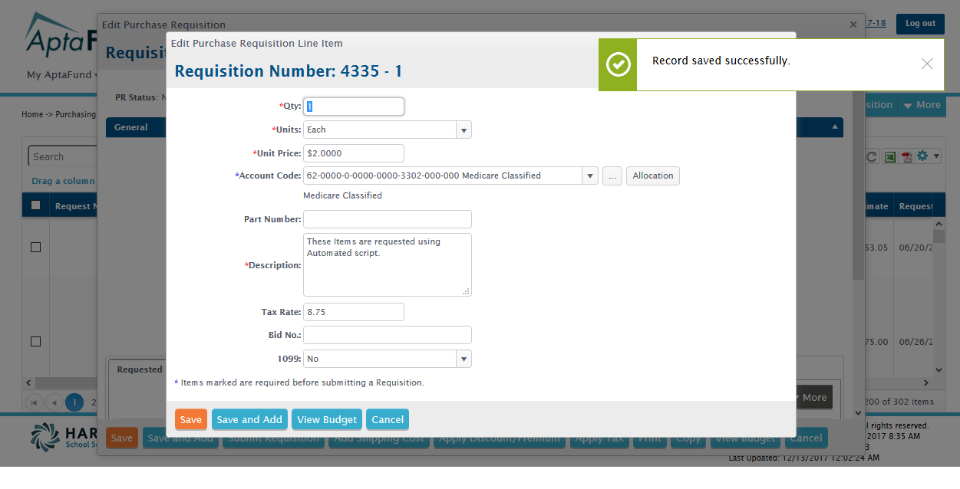 Edit Purchase Requisition
7-18
Log out
Apta
Requisi
Edit Purchase Requisition Line Item
Requisition Number: 4335 - 1
Record saved successfully.
My AptaFund
PR Status:
More
Home -> Purchasing
General
*Qty: 1
*Units: Each
*Unit Price: $2.0000
*Account Code: 62-0000-0-0000-0000-3302-000-000 Medicare Classified
...
Allocation
Medicare Classified
Part Number:
*Description: These Items are requested using
Automated script.
Tax Rate: 8.75
Bid No.:
1099: No
* Items marked are required before submitting a Requisition.
Save
Save and Add
View Budget
Cancel
Search
Drag a column
Request
Reques
53.05
06/20/2
75.00
06/26/2
Requested
More
1
2
200 of 302 items
HAR
School S
Save
Save and Add
Submit Requisition
Add Shipping Cost
Apply Discount/Premium
Apply Tax
Print
Copy
View Budget
Cancel
l rights reserved.
2017 8:35 AM
Last Updated: 12/13/2017 12:02:24 AM